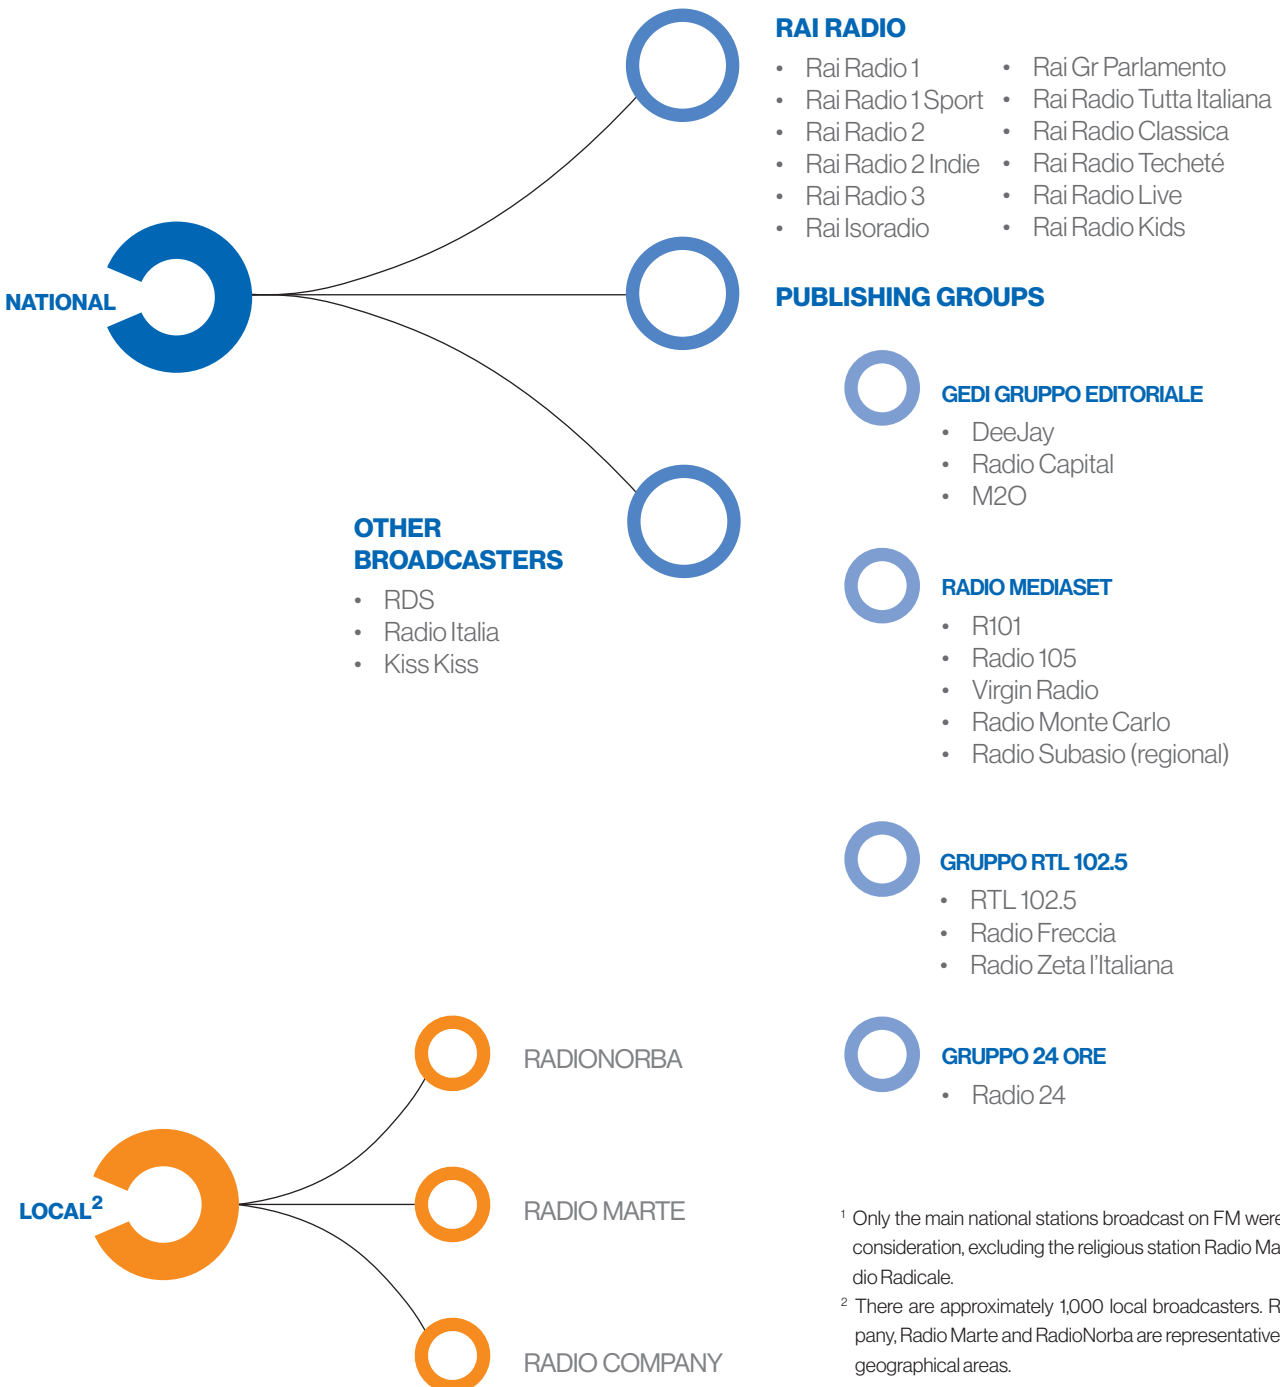 RAI RADIO
• Rai Radio 1
• Rai Radio 1 Sport
• Rai Radio 2
• Rai Radio 2 Indie
• Rai Radio 3
• Rai Isoradio
• Rai Gr Parlamento
• Rai Radio Tutta Italiana
• Rai Radio Classica
• Rai Radio Techeté
• Rai Radio Live
• Rai Radio Kids
NATIONAL
PUBLISHING GROUPS
GEDI GRUPPO EDITORIALE
• DeeJay
• Radio Capital
• M2O
OTHER
BROADCASTERS
• RDS
• Radio Italia
• Kiss Kiss
RADIO MEDIASET
• R101
• Radio 105
• Virgin Radio
• Radio Monte Carlo
• Radio Subasio (regional)
GRUPPO RTL 102.5
• RTL 102.5
• Radio Freccia
• Radio Zeta l'Italiana
GRUPPO 24 ORE
• Radio 24
LOCAL²
RADIONORBA
RADIO MARTE
RADIO COMPANY
¹ Only the main national stations broadcast on FM were
consideration, excluding the religious station Radio Ma
dio Radicale.
² There are approximately 1,000 local broadcasters. R
pany, Radio Marte and RadioNorba are representative
geographical areas.